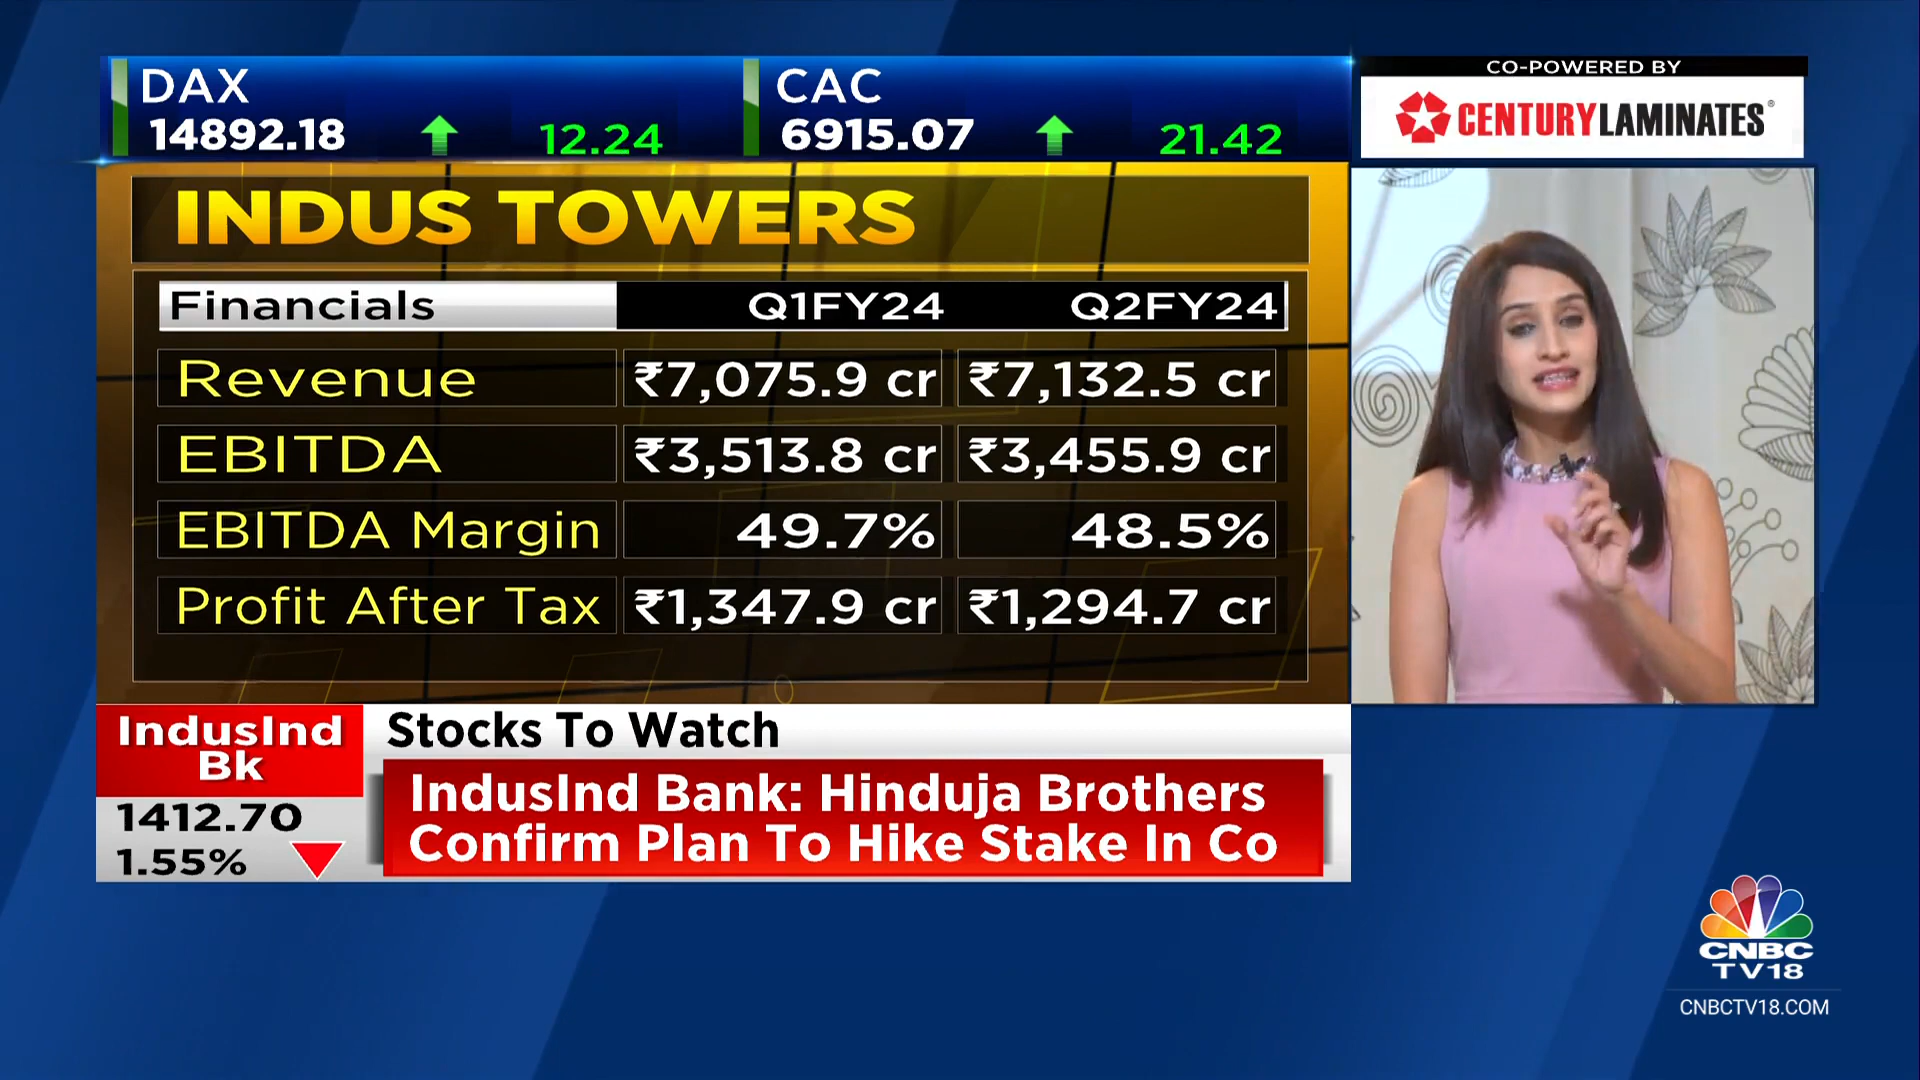 DAX
14892.18 12.24
CAC
6915.07 21.42
CO-POWERED BY
CENTURYLAMINATES®
INDUS TOWERS
Financials Q1FY24 Q2FY24
Revenue ₹7,075.9 cr ₹7,132.5 cr
EBITDA ₹3,513.8 cr ₹3,455.9 cr
EBITDA Margin 49.7% 48.5%
Profit After Tax ₹1,347.9 cr ₹1,294.7 cr
IndusInd
Bk
1412.70
1.55%
Stocks To Watch
IndusInd Bank: Hinduja Brothers
Confirm Plan To Hike Stake In Co
CNBC
TV18
CNBCTV18.COM